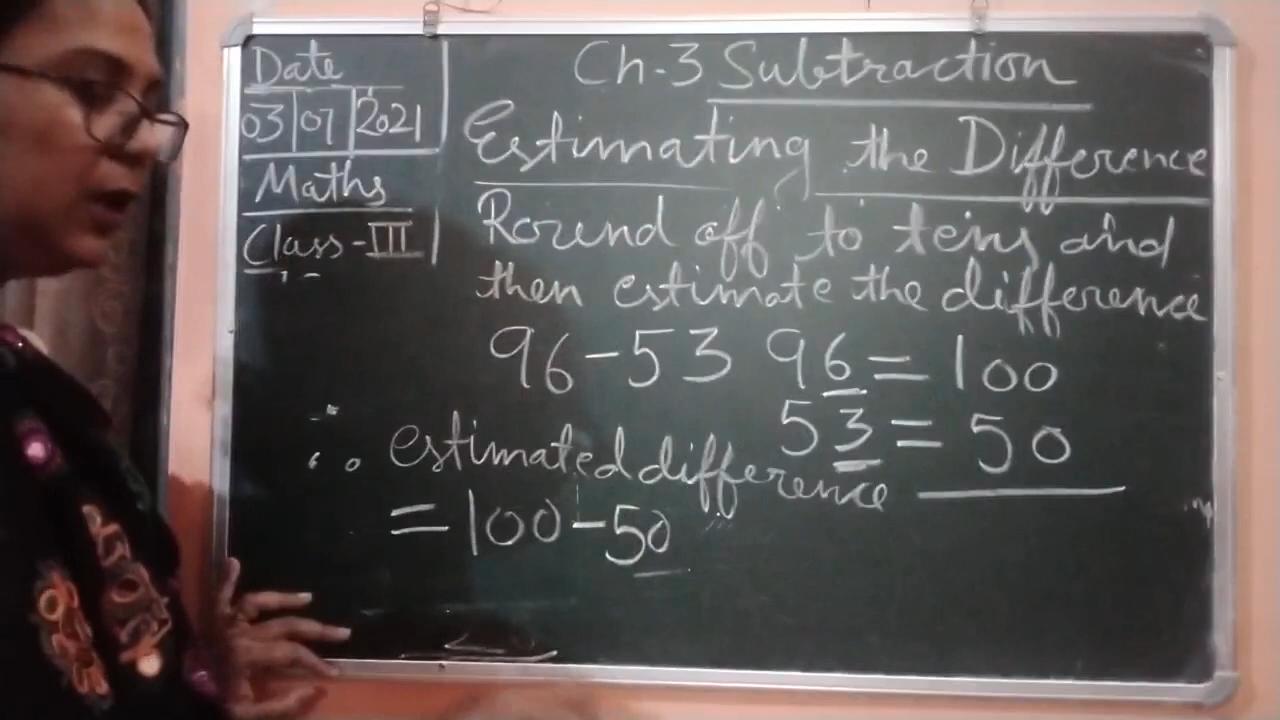 Date
03|07|2021
Maths
Class-III
Ch-3 Subtraction
Estimating the Difference
Round off to tens and
then estimate the difference
96-53 96=100
53=50
∴ estimated difference
=100-50